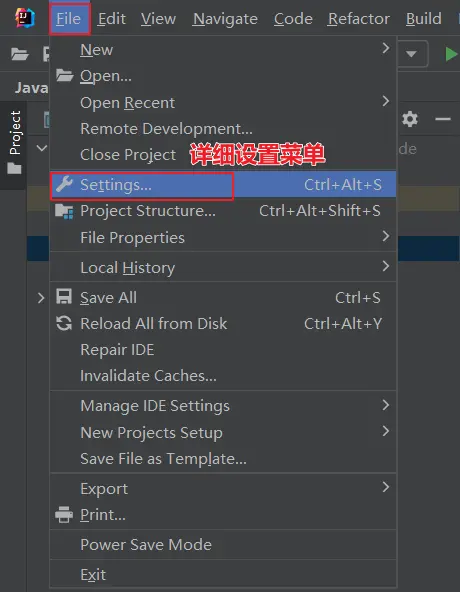 File Edit View Navigate Code Refactor Build
New
Open...
Java
Open Recent
Project
Remote Development...
Close Project
详细设置菜单
de
Settings... Ctrl+Alt+S
Project Structure... Ctrl+Alt+Shift+S
File Properties
Local History
Save All Ctrl+S
Reload All from Disk Ctrl+Alt+Y
Repair IDE
Invalidate Caches...
Manage IDE Settings
New Projects Setup
Save File as Template...
Export
Print...
Power Save Mode
Exit